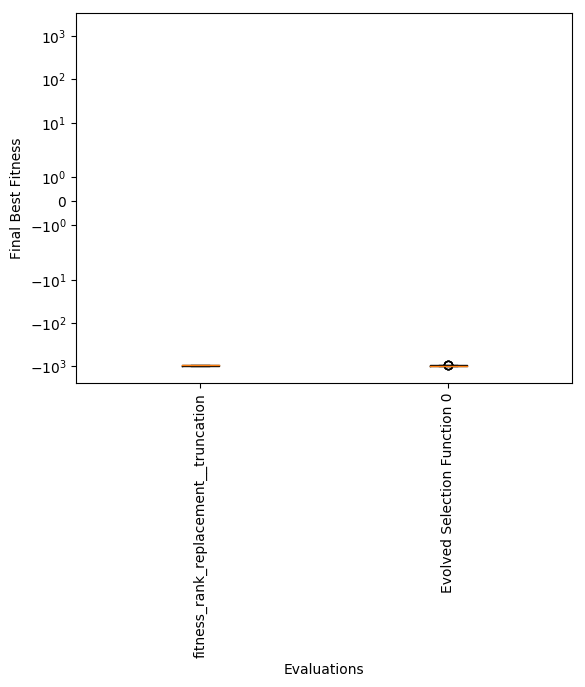 10³
10²
10¹
10⁰
0
−10⁰
−10¹
−10²
−10³
Final Best Fitness
fitness_rank_replacement__truncation
Evolved Selection Function 0
Evaluations